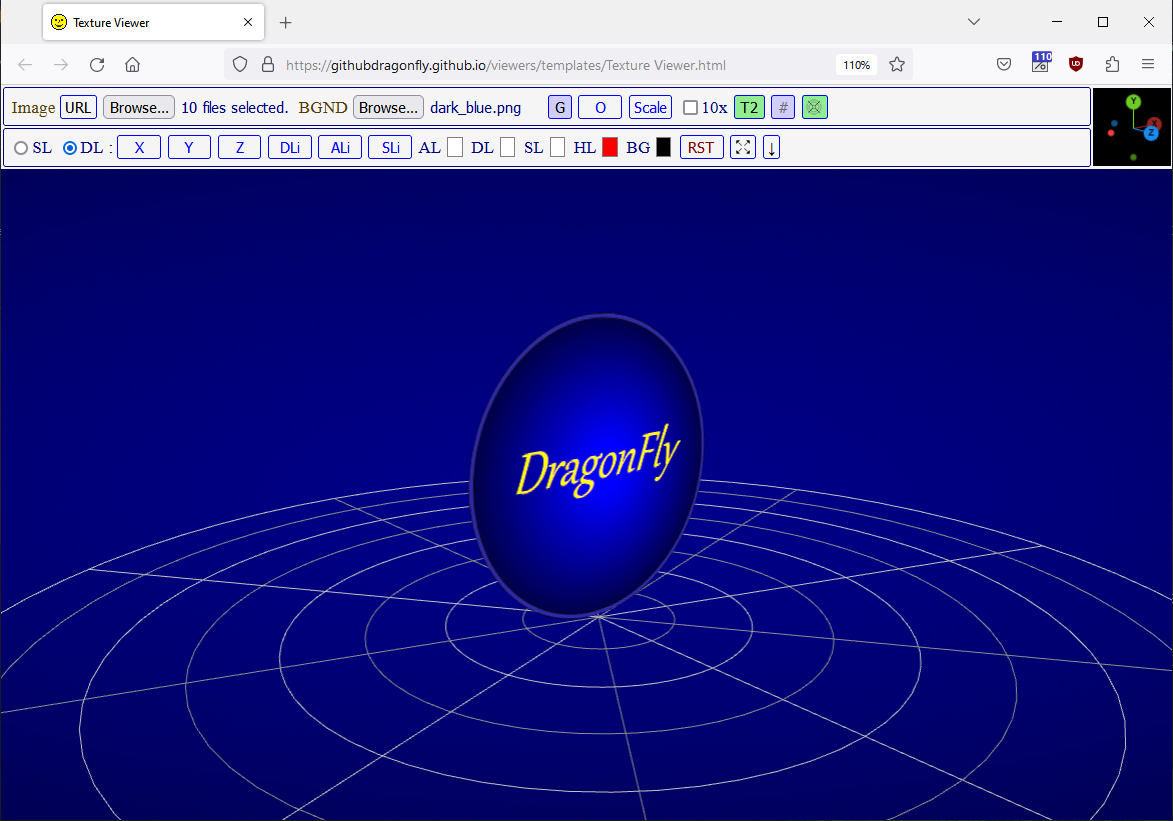 Texture Viewer
https://githubdragonfly.github.io/viewers/templates/Texture Viewer.html 110% 110 UD
Image URL Browse... 10 files selected. BGND Browse... dark_blue.png G O Scale 10x T2 #
SL DL : X Y Z DLi ALi SLi AL DL SL HL BG RST ↓
Y
X
Z
DragonFly